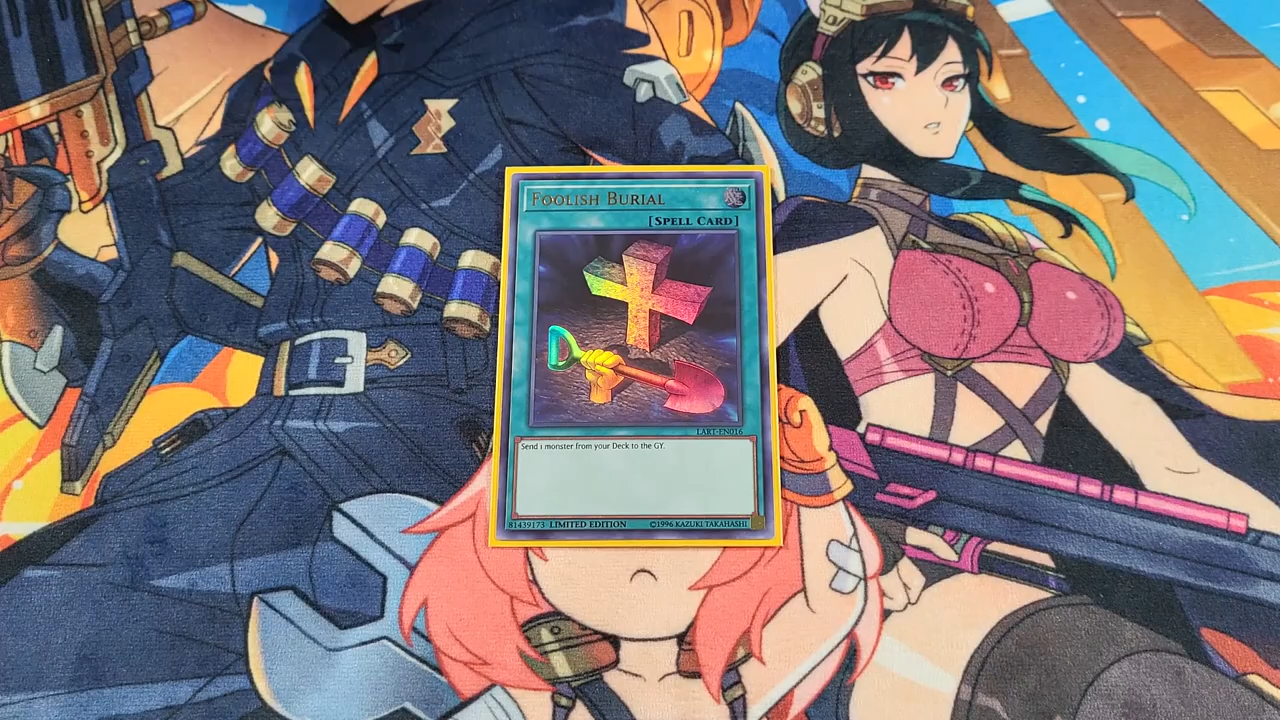 FOOLISH BURIAL
[SPELL CARD]
LART-EN016
Send 1 monster from your Deck to the GY.
81439173 LIMITED EDITION ©1996 KAZUKI TAKAHASHI